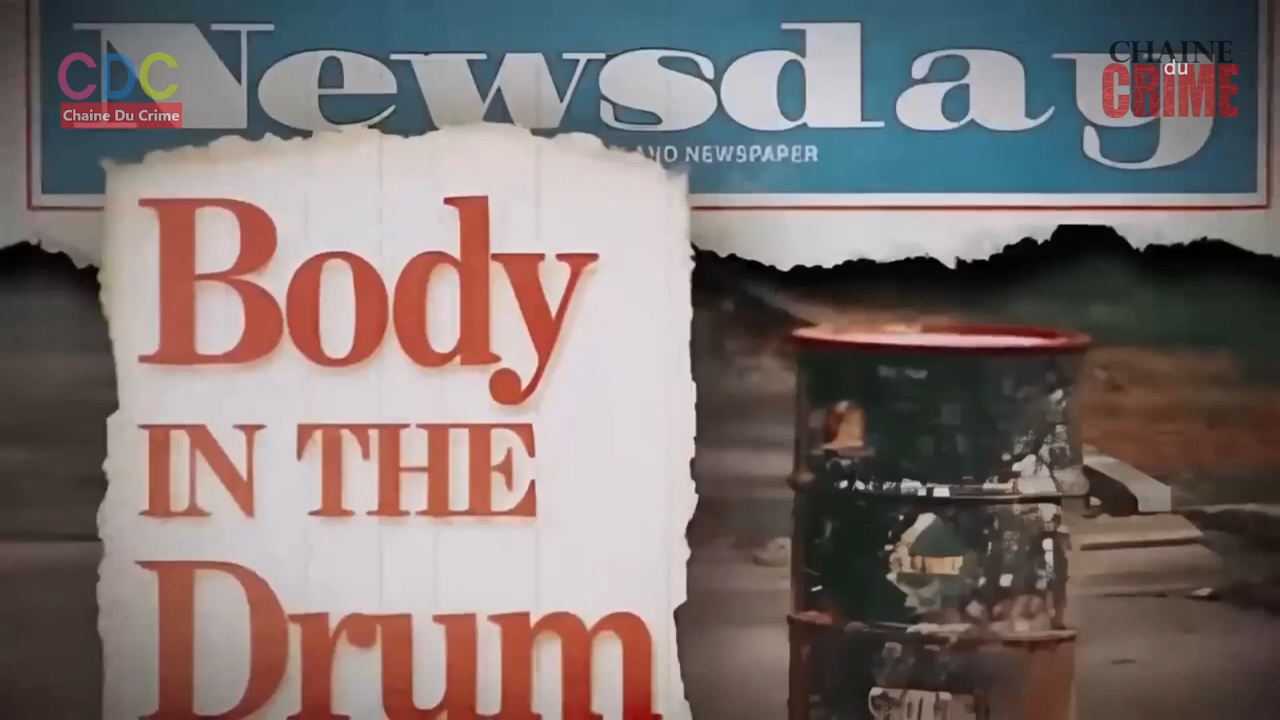 Newsday
CDC
Chaine Du Crime
CHAINE
du
CRIME
NEWSPAPER
Body
IN THE
Drum